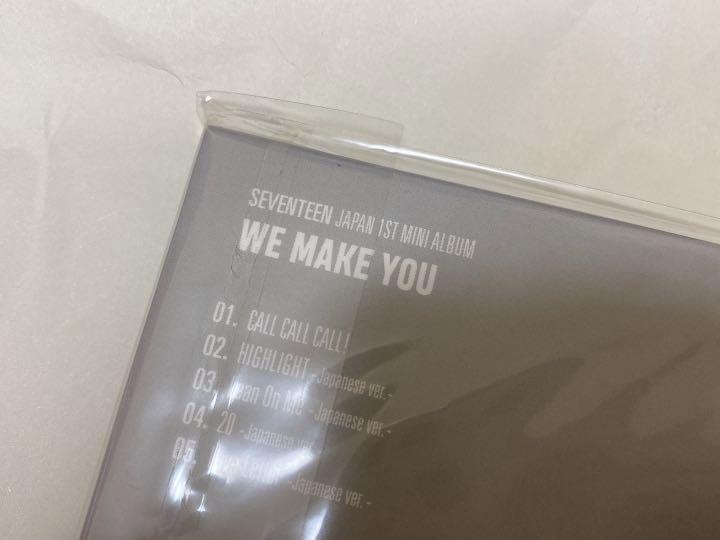 SEVENTEEN JAPAN 1ST MINI ALBUM
WE MAKE YOU
01. CALL CALL CALL!
02. HIGHLIGHT -Japanese ver.-
03. Lean On Me -Japanese ver.-
04. 20 -Japanese ver.-
05. -Japanese ver.-